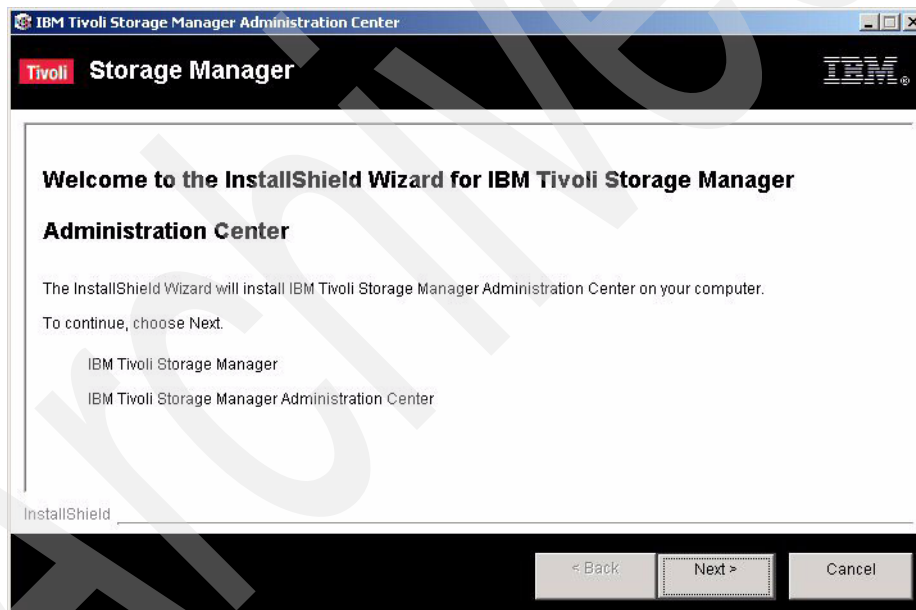 IBM Tivoli Storage Manager Administration Center
Tivoli Storage Manager
IBM®
Welcome to the InstallShield Wizard for IBM Tivoli Storage Manager
Administration Center
The InstallShield Wizard will install IBM Tivoli Storage Manager Administration Center on your computer.
To continue, choose Next.
IBM Tivoli Storage Manager
IBM Tivoli Storage Manager Administration Center
InstallShield
< Back
Next >
Cancel